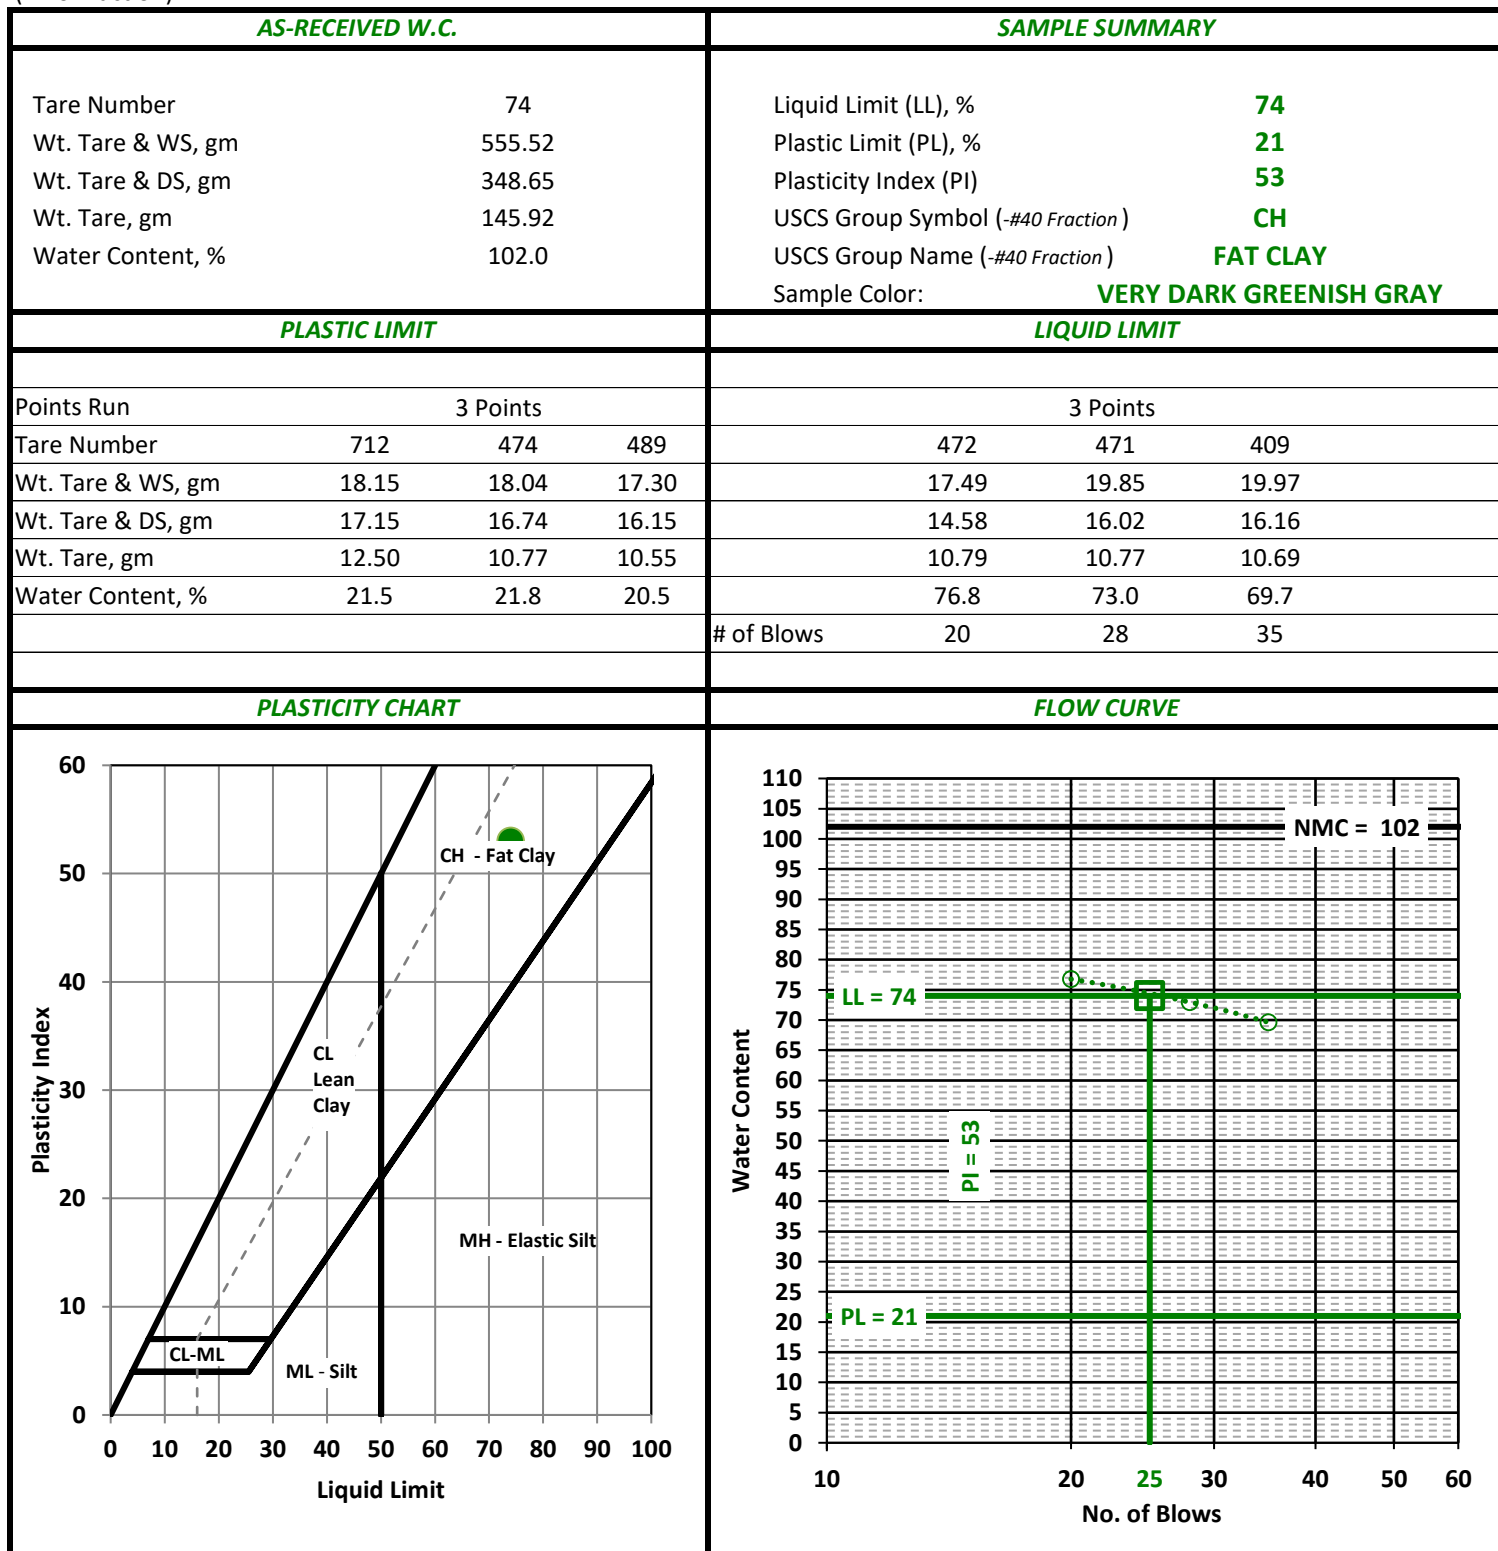 AS-RECEIVED W.C.
Tare Number 74
Wt. Tare & WS, gm 555.52
Wt. Tare & DS, gm 348.65
Wt. Tare, gm 145.92
Water Content, % 102.0
SAMPLE SUMMARY
Liquid Limit (LL), % 74
Plastic Limit (PL), % 21
Plasticity Index (PI) 53
USCS Group Symbol (-#40 Fraction) CH
USCS Group Name (-#40 Fraction) FAT CLAY
Sample Color: VERY DARK GREENISH GRAY
PLASTIC LIMIT
Points Run 3 Points
Tare Number 712 474 489
Wt. Tare & WS, gm 18.15 18.04 17.30
Wt. Tare & DS, gm 17.15 16.74 16.15
Wt. Tare, gm 12.50 10.77 10.55
Water Content, % 21.5 21.8 20.5
LIQUID LIMIT
3 Points
472 471 409
17.49 19.85 19.97
14.58 16.02 16.16
10.79 10.77 10.69
76.8 73.0 69.7
# of Blows 20 28 35
PLASTICITY CHART
60
50
40
30
20
10
0
Plasticity Index
CH - Fat Clay
CL
Lean
Clay
MH - Elastic Silt
CL-ML
ML - Silt
0 10 20 30 40 50 60 70 80 90 100
Liquid Limit
FLOW CURVE
110
105
100
95
90
85
80
75
70
65
60
55
50
45
40
35
30
25
20
15
10
5
0
Water Content
NMC = 102
LL = 74
PI = 53
PL = 21
10 20 25 30 40 50 60
No. of Blows